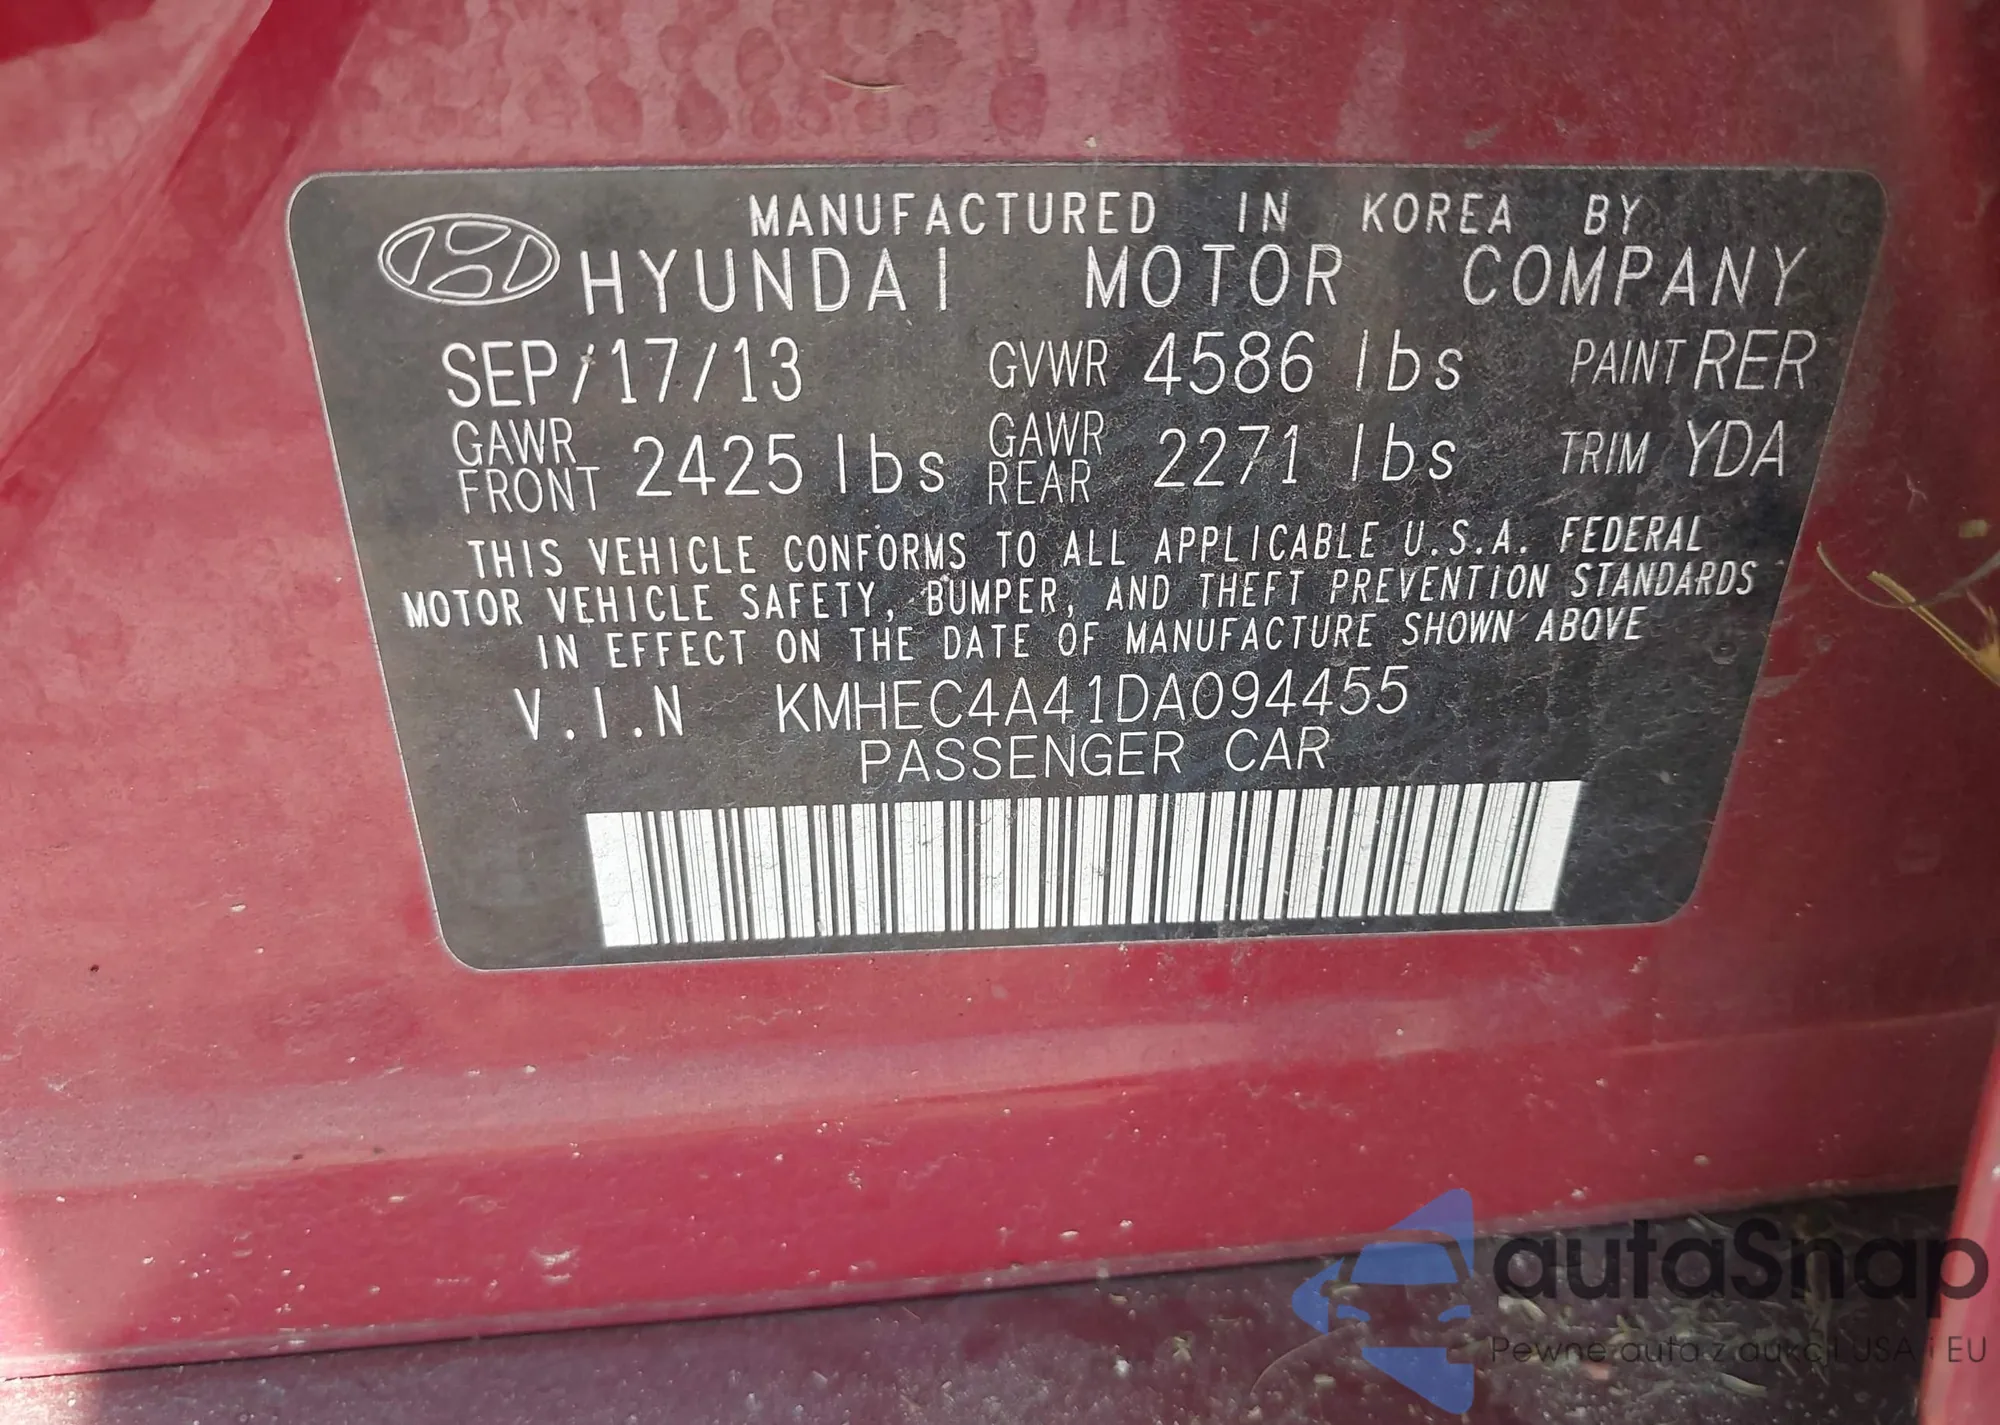 MANUFACTURED IN KOREA BY
HYUNDAI MOTOR COMPANY
SEP/17/13 GVWR 4586 lbs PAINT RER
GAWR FRONT 2425 lbs GAWR REAR 2271 lbs TRIM YDA
THIS VEHICLE CONFORMS TO ALL APPLICABLE U.S.A. FEDERAL
MOTOR VEHICLE SAFETY, BUMPER, AND THEFT PREVENTION STANDARDS
IN EFFECT ON THE DATE OF MANUFACTURE SHOWN ABOVE
V.I.N KMHEC4A41DA094455
PASSENGER CAR
autaSnap
Pewne auta z aukcji USA i EU